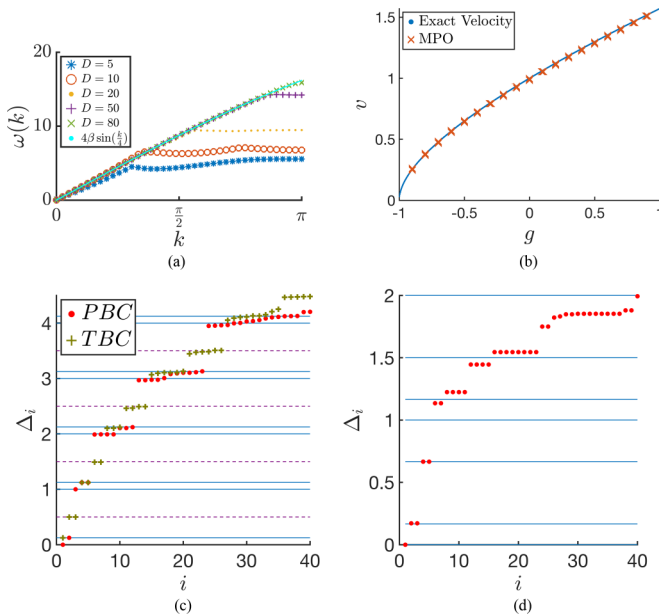 20
10
0
ω(k)
D = 5
D = 10
D = 20
D = 50
D = 80
4β sin(k/4)
0
π/2
π
k
(a)
1.5
1
0.5
0
v
Exact Velocity
MPO
-1
-0.5
0
0.5
1
g
(b)
4
3
2
1
0
Δi
PBC
TBC
0
10
20
30
40
i
(c)
2
1.5
1
0.5
0
Δi
0
10
20
30
40
i
(d)